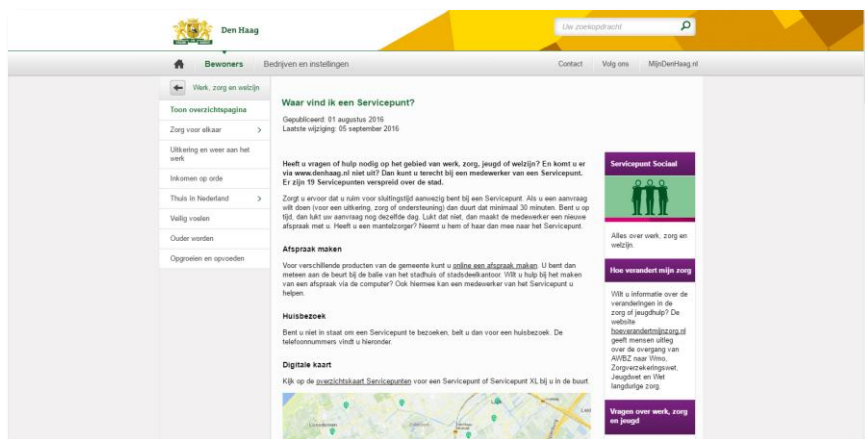 Den Haag
Uw zoekopdracht
Bewoners
Bedrijven en instellingen
Contact
Volg ons
MijnDenHaag.nl
Werk, zorg en welzijn
Toon overzichtspagina
Zorg voor elkaar
Uitkering en weer aan het
werk
Inkomen op orde
Thuis in Nederland
Veilig voelen
Ouder worden
Opgroeien en opvoeden
Waar vind ik een Servicepunt?
Gepubliceerd: 01 augustus 2016
Laatste wijziging: 05 september 2016
Heeft u vragen of hulp nodig op het gebied van werk, zorg, jeugd of welzijn? En komt u er
via www.denhaag.nl niet uit? Dan kunt u terecht bij een medewerker van een Servicepunt.
Er zijn 19 Servicepunten verspreid over de stad.
Zorgt u ervoor dat u ruim voor sluitingstijd aanwezig bent bij een Servicepunt. Als u een aanvraag
wilt doen (voor een uitkering, zorg of ondersteuning) dan duurt dat minimaal 30 minuten. Bent u op
tijd, dan lukt uw aanvraag nog dezelfde dag. Lukt dat niet, dan maakt de medewerker een nieuwe
afspraak met u. Heeft u een mantelzorger? Neemt u hem of haar dan mee naar het Servicepunt.
Afspraak maken
Voor verschillende producten van de gemeente kunt u online een afspraak maken. U bent dan
meteen aan de beurt bij de balie van het stadhuis of stadsdeelkantoor. Wilt u hulp bij het maken
van een afspraak via de computer? Ook hiermee kan een medewerker van het Servicepunt u
helpen.
Huisbezoek
Bent u niet in staat om een Servicepunt te bezoeken, belt u dan voor een huisbezoek. De
telefoonnummers vindt u hieronder.
Digitale kaart
Kijk op de overzichtskaart Servicepunten voor een Servicepunt of Servicepunt XL bij u in de buurt.
Servicepunt Sociaal
Alles over werk, zorg en
welzijn.
Hoe verandert mijn zorg
Wilt u informatie over de
veranderingen in de
zorg of jeugdhulp? De
website
hoeverandertmijnzorg.nl
geeft mensen uitleg
over de overgang van
AWBZ naar Wmo,
Zorgverzekeringswet,
Jeugdwet en Wet
langdurige zorg.
Vragen over werk, zorg
en jeugd